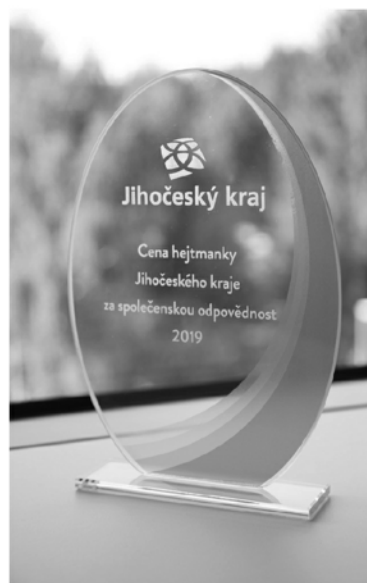 Jihočeský kraj
Cena hejtmanky
Jihočeského kraje
za společenskou odpovědnost
2019